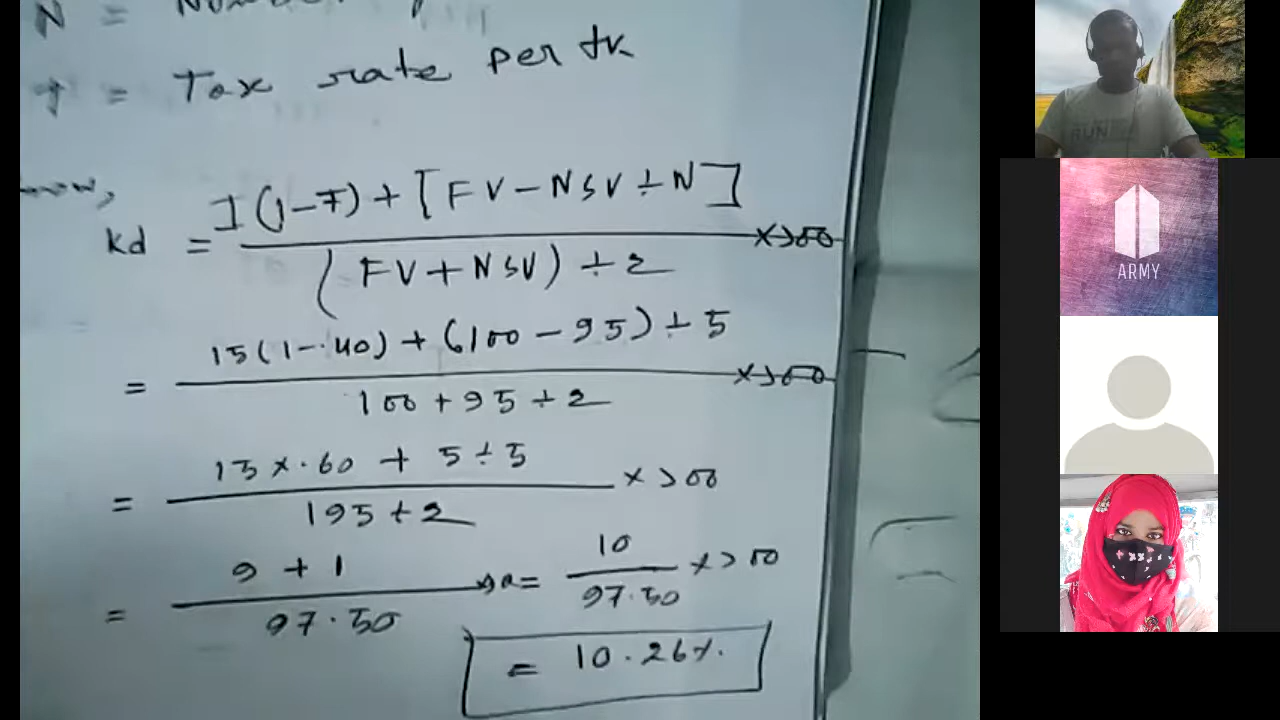 N =
T = Tax rate per tk
now,
Kd = I(1-T) + [FV-NSV÷N] / (FV+NSV) ÷ 2 × 100
= 15(1-.40) + (100-95) ÷ 5 / 100 + 95 ÷ 2 × 100
= 15×.60 + 5÷5 / 195÷2 × 100
= 9 + 1 / 97.50 = 10 / 97.50 × 100
= 10.26%.
RUN
ARMY